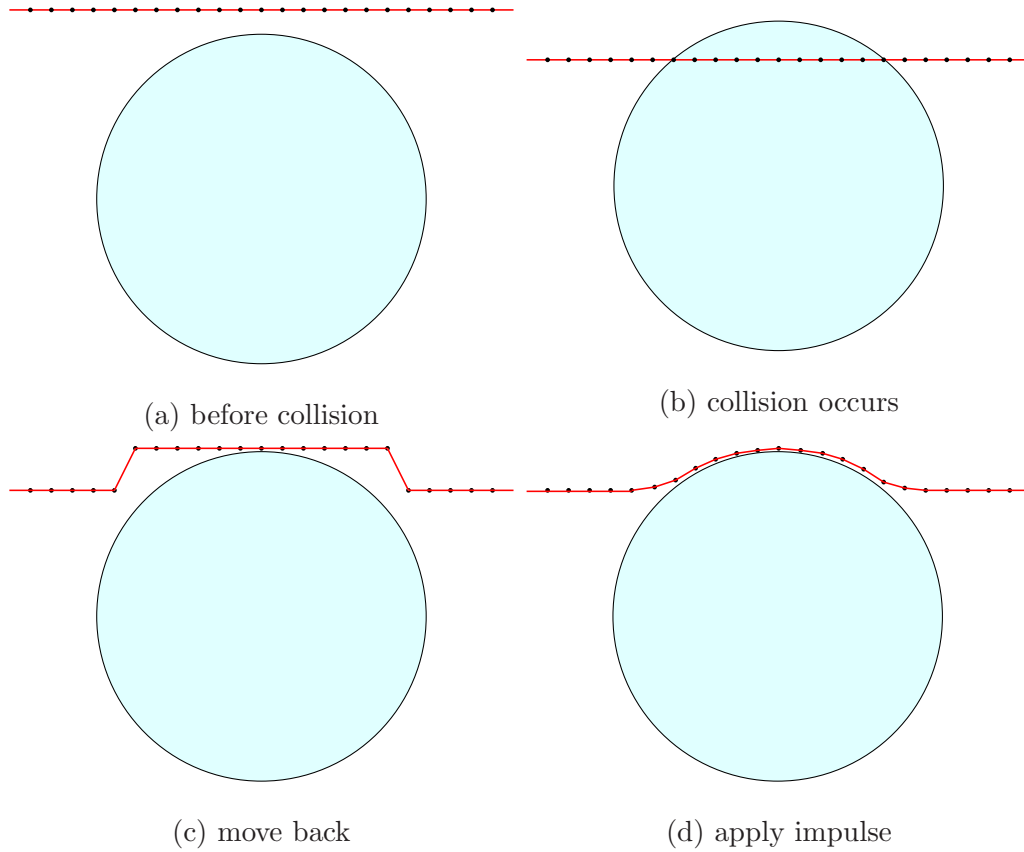 (a) before collision
(b) collision occurs
(c) move back
(d) apply impulse